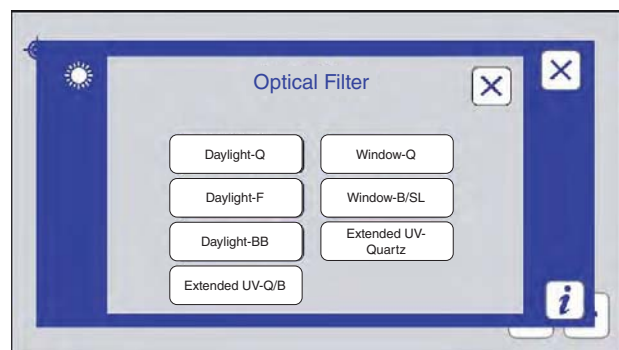 Optical Filter
Daylight-Q
Window-Q
Daylight-F
Window-B/SL
Daylight-BB
Extended UV-
Quartz
Extended UV-Q/B
i